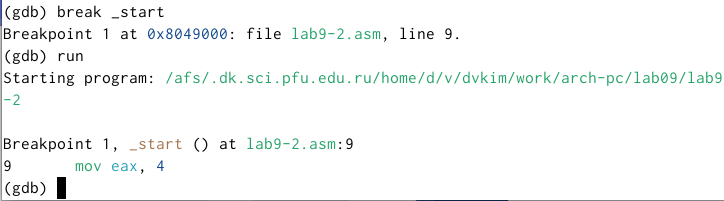 (gdb) break _start
Breakpoint 1 at 0x8049000: file lab9-2.asm, line 9.
(gdb) run
Starting program: /afs/.dk.sci.pfu.edu.ru/home/d/v/dvkim/work/arch-pc/lab09/lab9
-2
Breakpoint 1, _start () at lab9-2.asm:9
9       mov eax, 4
(gdb)